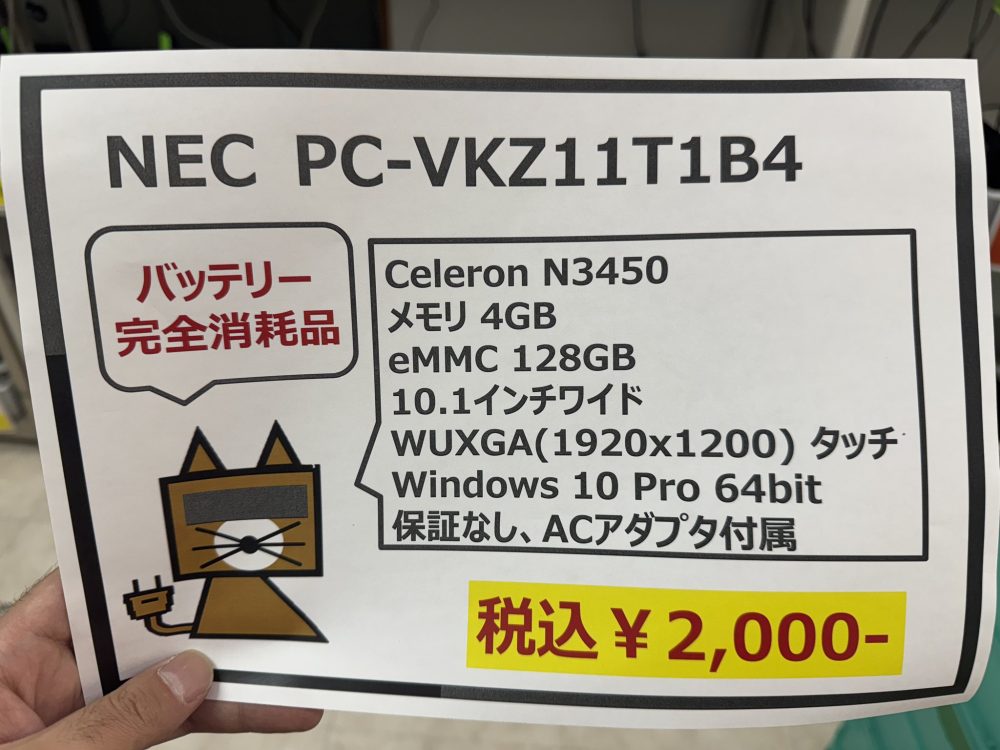 NEC PC-VKZ11T1B4
バッテリー
完全消耗品
Celeron N3450
メモリ 4GB
eMMC 128GB
10.1インチワイド
WUXGA(1920x1200) タッチ
Windows 10 Pro 64bit
保証なし、ACアダプタ付属
税込￥2,000-